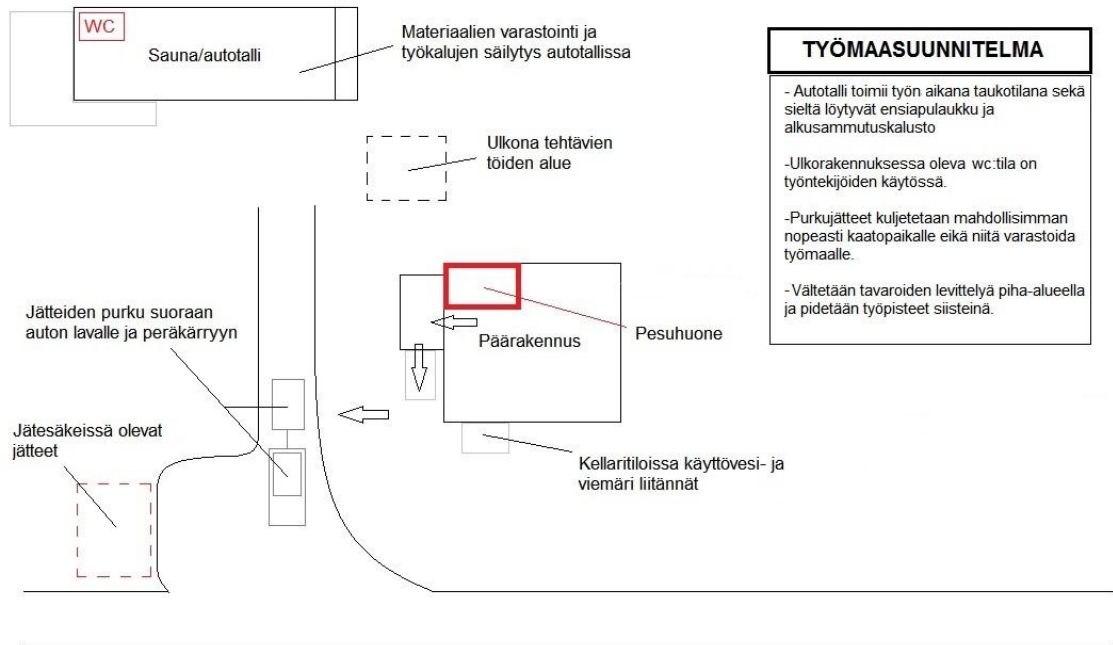 WC
Sauna/autotalli
Materiaalien varastointi ja
työkalujen säilytys autotallissa
Ulkona tehtävien
töiden alue
TYÖMAASUUNNITELMA
- Autotalli toimii työn aikana taukotilana sekä
sieltä löytyvät ensiapulaukku ja
alkusammutuskalusto
-Ulkorakennuksessa oleva wc:tila on
työntekijöiden käytössä.
-Purkujätteet kuljetetaan mahdollisimman
nopeasti kaatopaikalle eikä niitä varastoida
työmaalle.
- Vältetään tavaroiden levittelyä piha-alueella
ja pidetään työpisteet siisteinä.
Jätteiden purku suoraan
auton lavalle ja peräkärryyn
Päärakennus
Pesuhuone
Jätesäkeissä olevat
jätteet
Kellaritiloissa käyttövesi- ja
viemäri liitännät